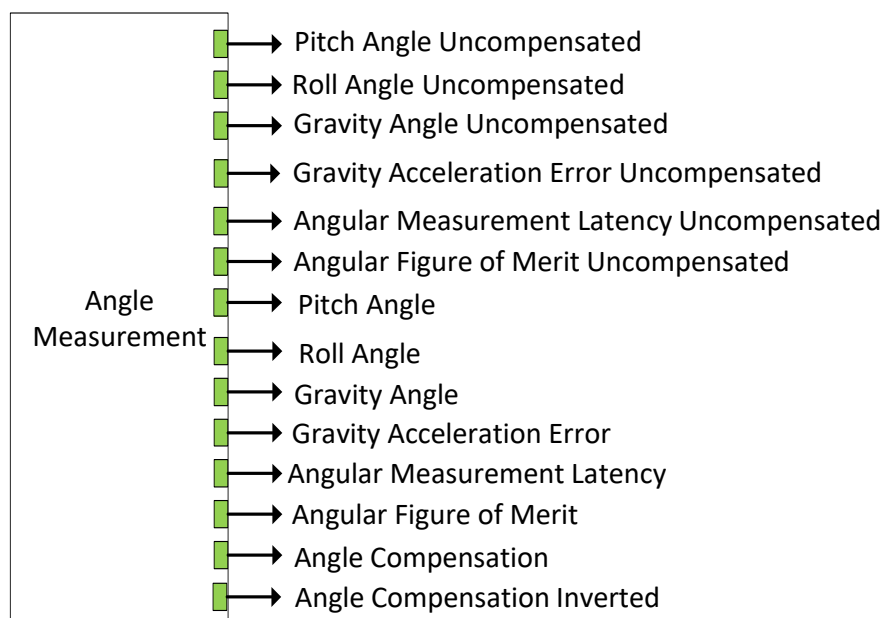 Pitch Angle Uncompensated
Roll Angle Uncompensated
Gravity Angle Uncompensated
Gravity Acceleration Error Uncompensated
Angular Measurement Latency Uncompensated
Angular Figure of Merit Uncompensated
Angle
Measurement
Pitch Angle
Roll Angle
Gravity Angle
Gravity Acceleration Error
Angular Measurement Latency
Angular Figure of Merit
Angle Compensation
Angle Compensation Inverted